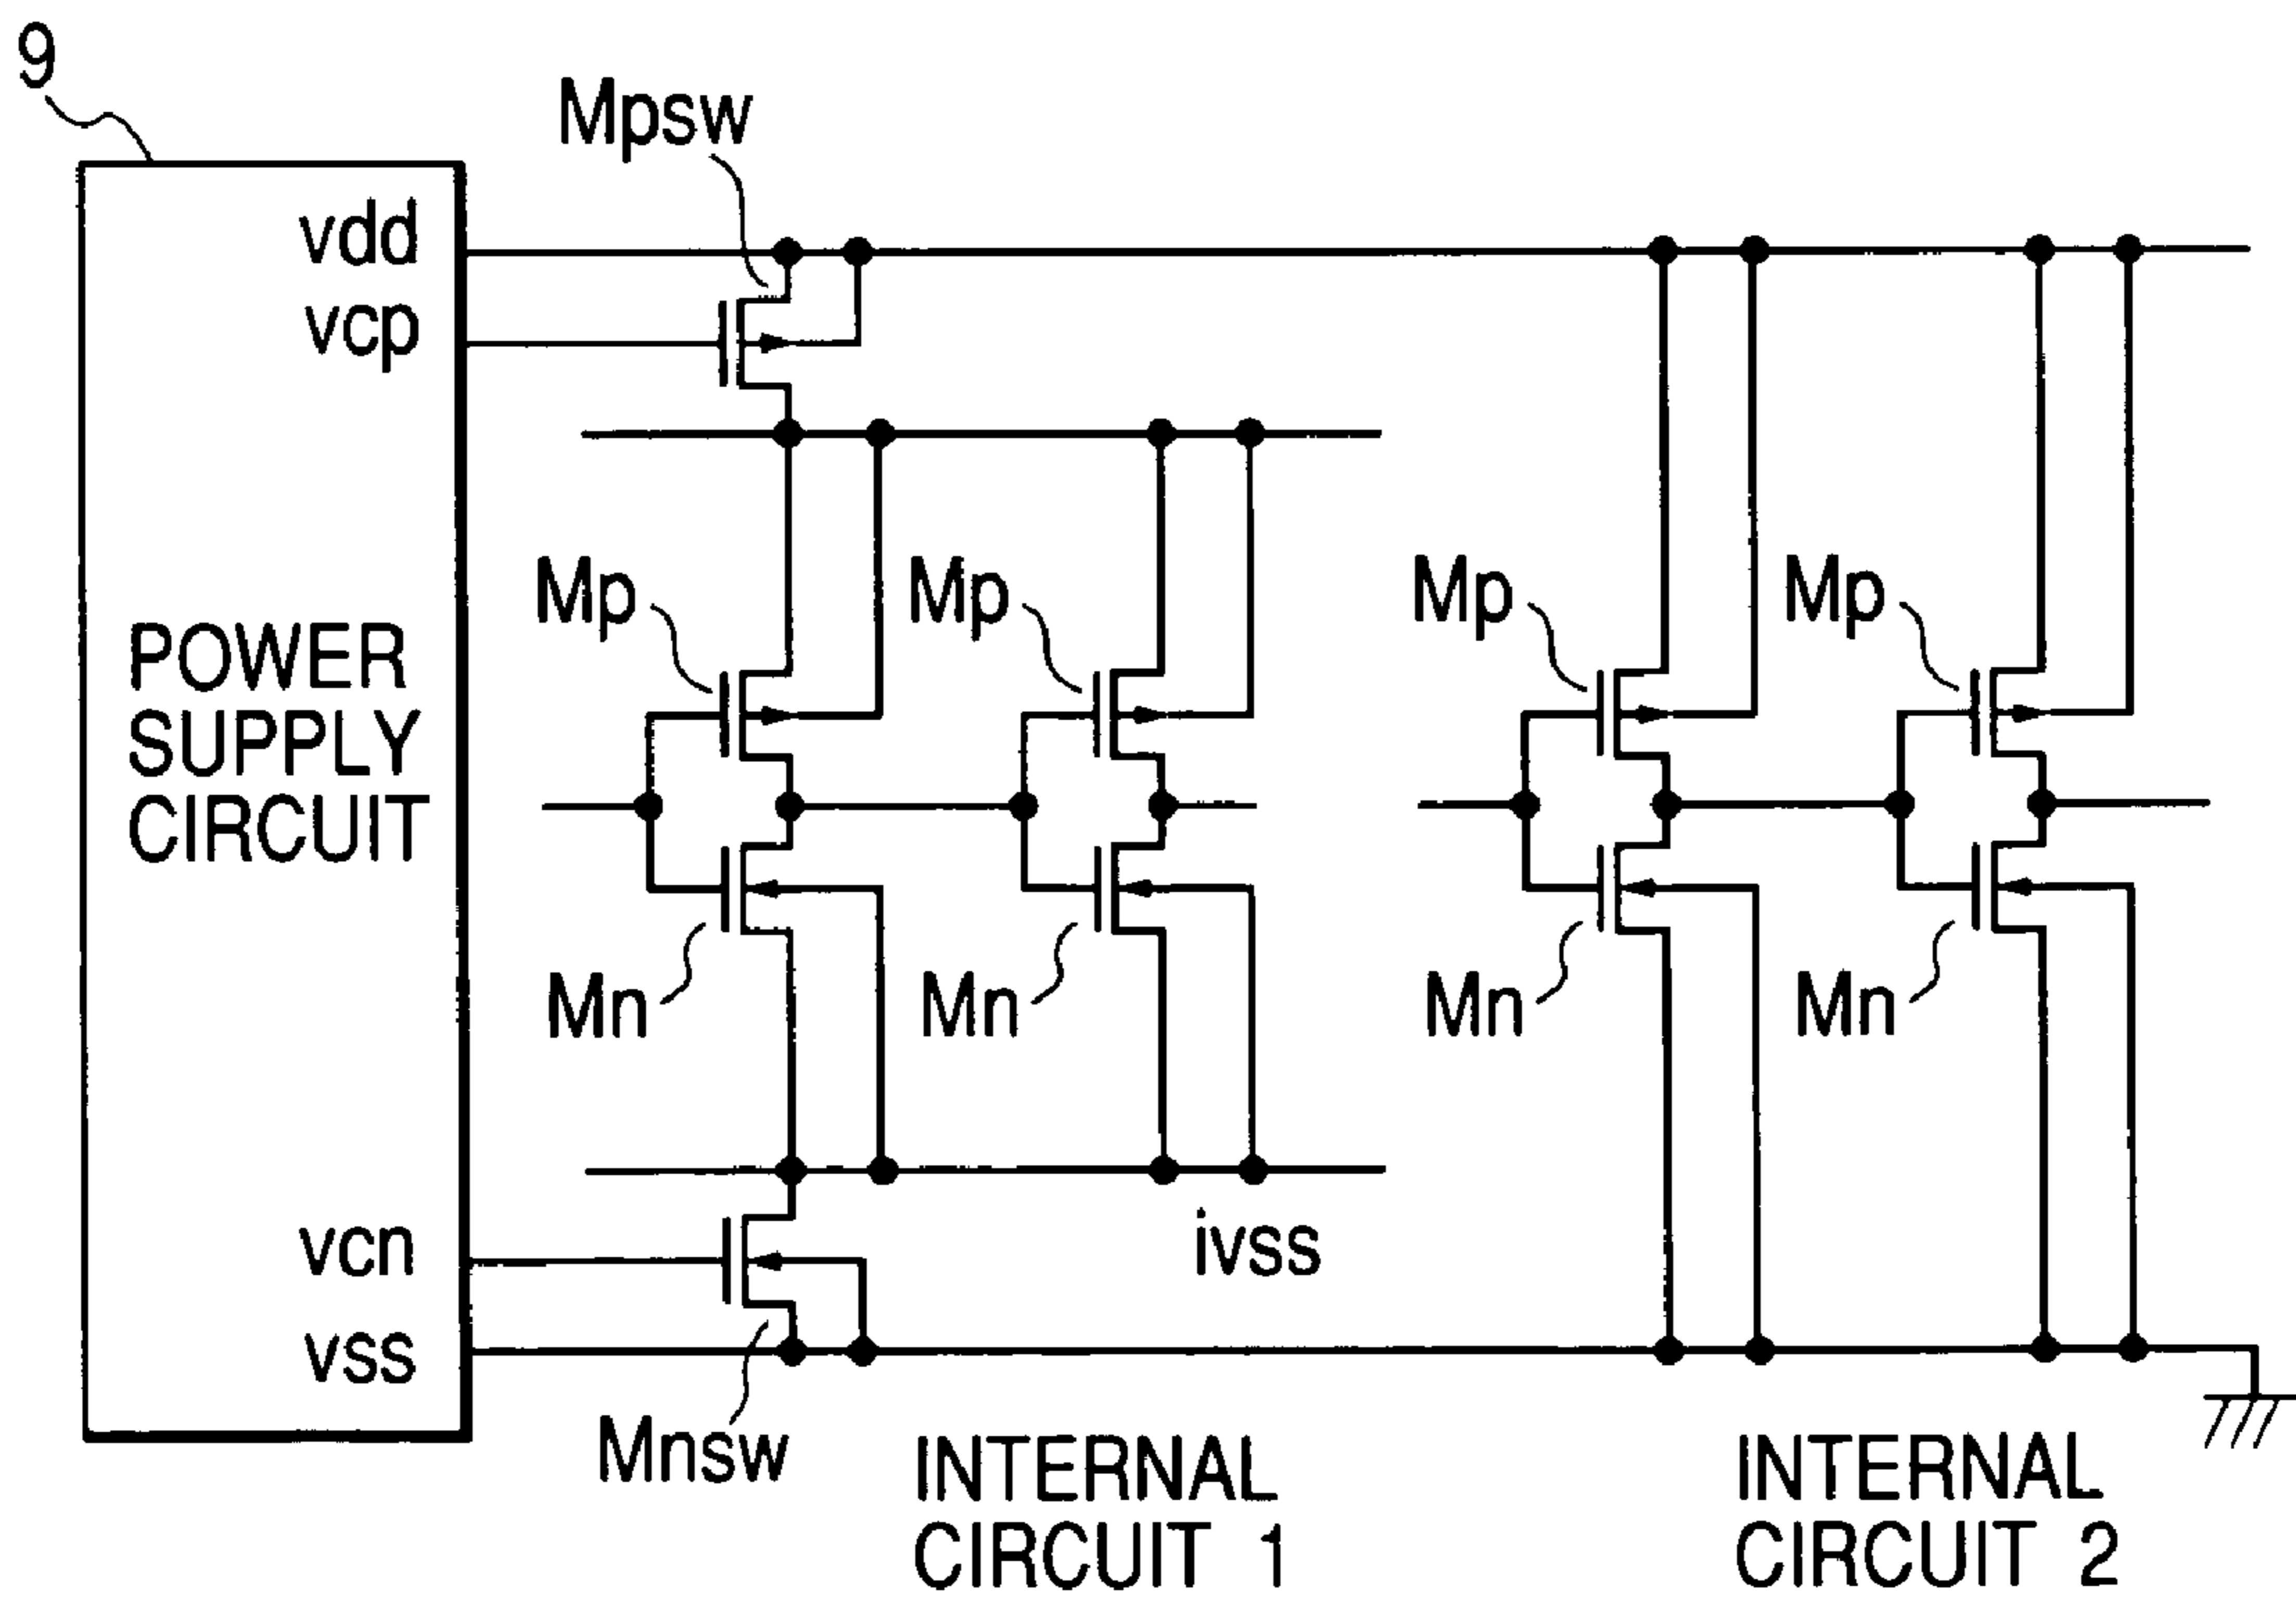 9
Mpsw
vdd
vcp
Mp
Mp
Mp
Mp
POWER
SUPPLY
CIRCUIT
Mn
Mn
Mn
Mn
vcn
ivss
vss
Mnsw
INTERNAL
CIRCUIT 1
INTERNAL
CIRCUIT 2